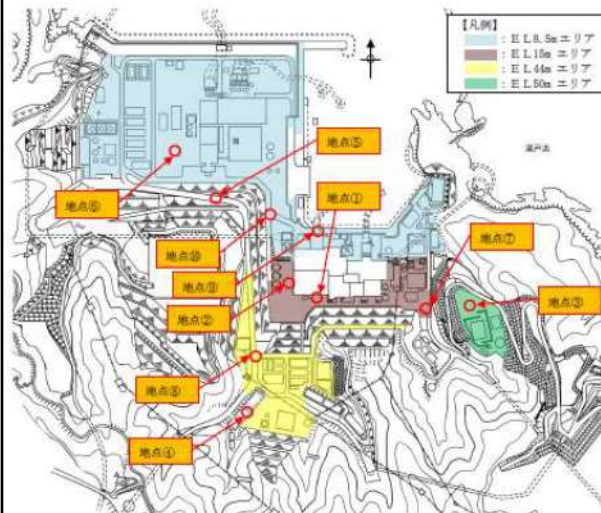 【凡例】
：ＥＬ8.5mエリア
：ＥＬ15mエリア
：ＥＬ44mエリア
：ＥＬ50mエリア
地点⑤
地点①
地点⑥
地点⑩
地点⑦
地点⑨
地点③
地点②
地点⑧
地点④